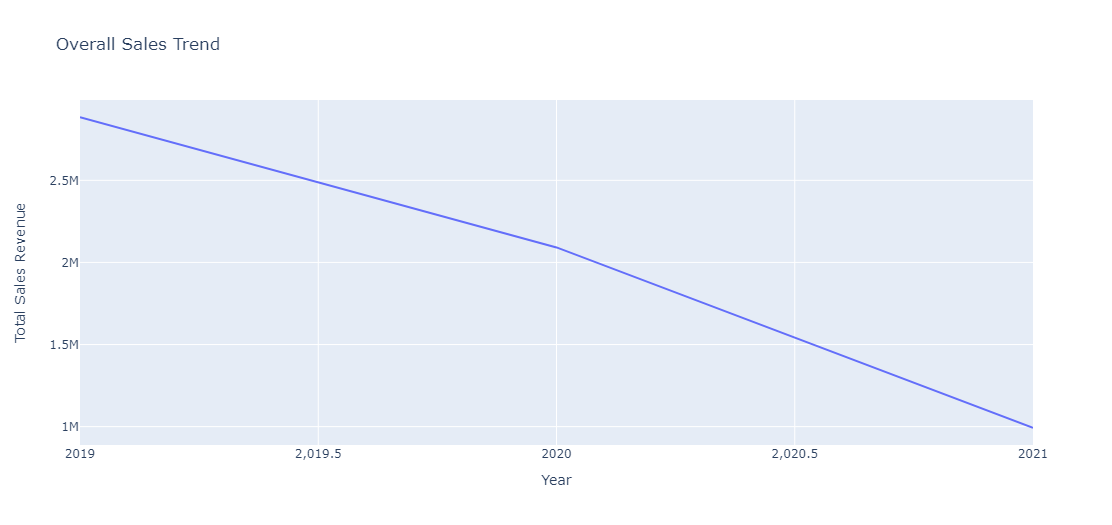 Overall Sales Trend
Total Sales Revenue
2.5M
2M
1.5M
1M
2019 2,019.5 2020 2,020.5 2021
Year